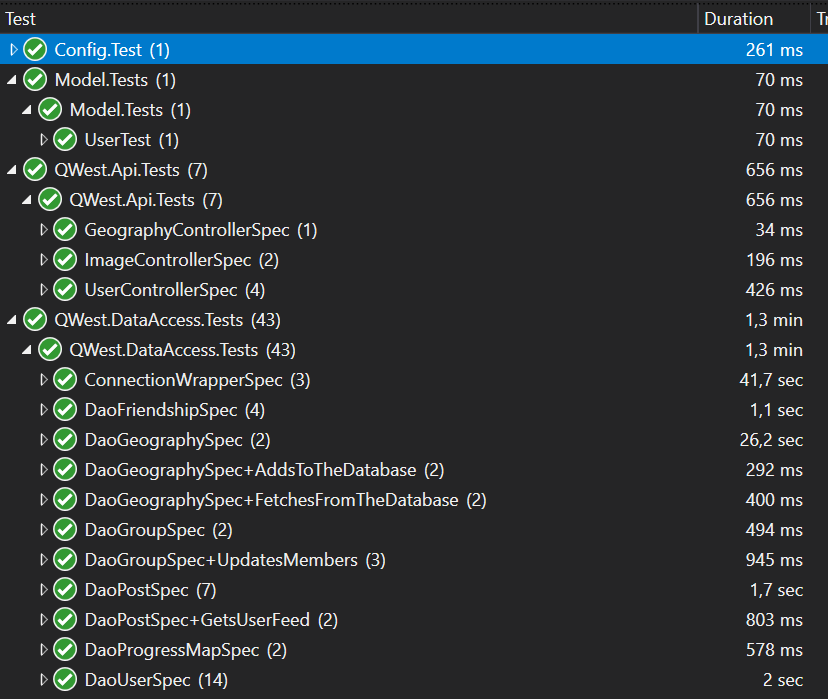 Test Duration Tr
Config.Test (1) 261 ms
Model.Tests (1) 70 ms
Model.Tests (1) 70 ms
UserTest (1) 70 ms
QWest.Api.Tests (7) 656 ms
QWest.Api.Tests (7) 656 ms
GeographyControllerSpec (1) 34 ms
ImageControllerSpec (2) 196 ms
UserControllerSpec (4) 426 ms
QWest.DataAccess.Tests (43) 1,3 min
QWest.DataAccess.Tests (43) 1,3 min
ConnectionWrapperSpec (3) 41,7 sec
DaoFriendshipSpec (4) 1,1 sec
DaoGeographySpec (2) 26,2 sec
DaoGeographySpec+AddsToTheDatabase (2) 292 ms
DaoGeographySpec+FetchesFromTheDatabase (2) 400 ms
DaoGroupSpec (2) 494 ms
DaoGroupSpec+UpdatesMembers (3) 945 ms
DaoPostSpec (7) 1,7 sec
DaoPostSpec+GetsUserFeed (2) 803 ms
DaoProgressMapSpec (2) 578 ms
DaoUserSpec (14) 2 sec